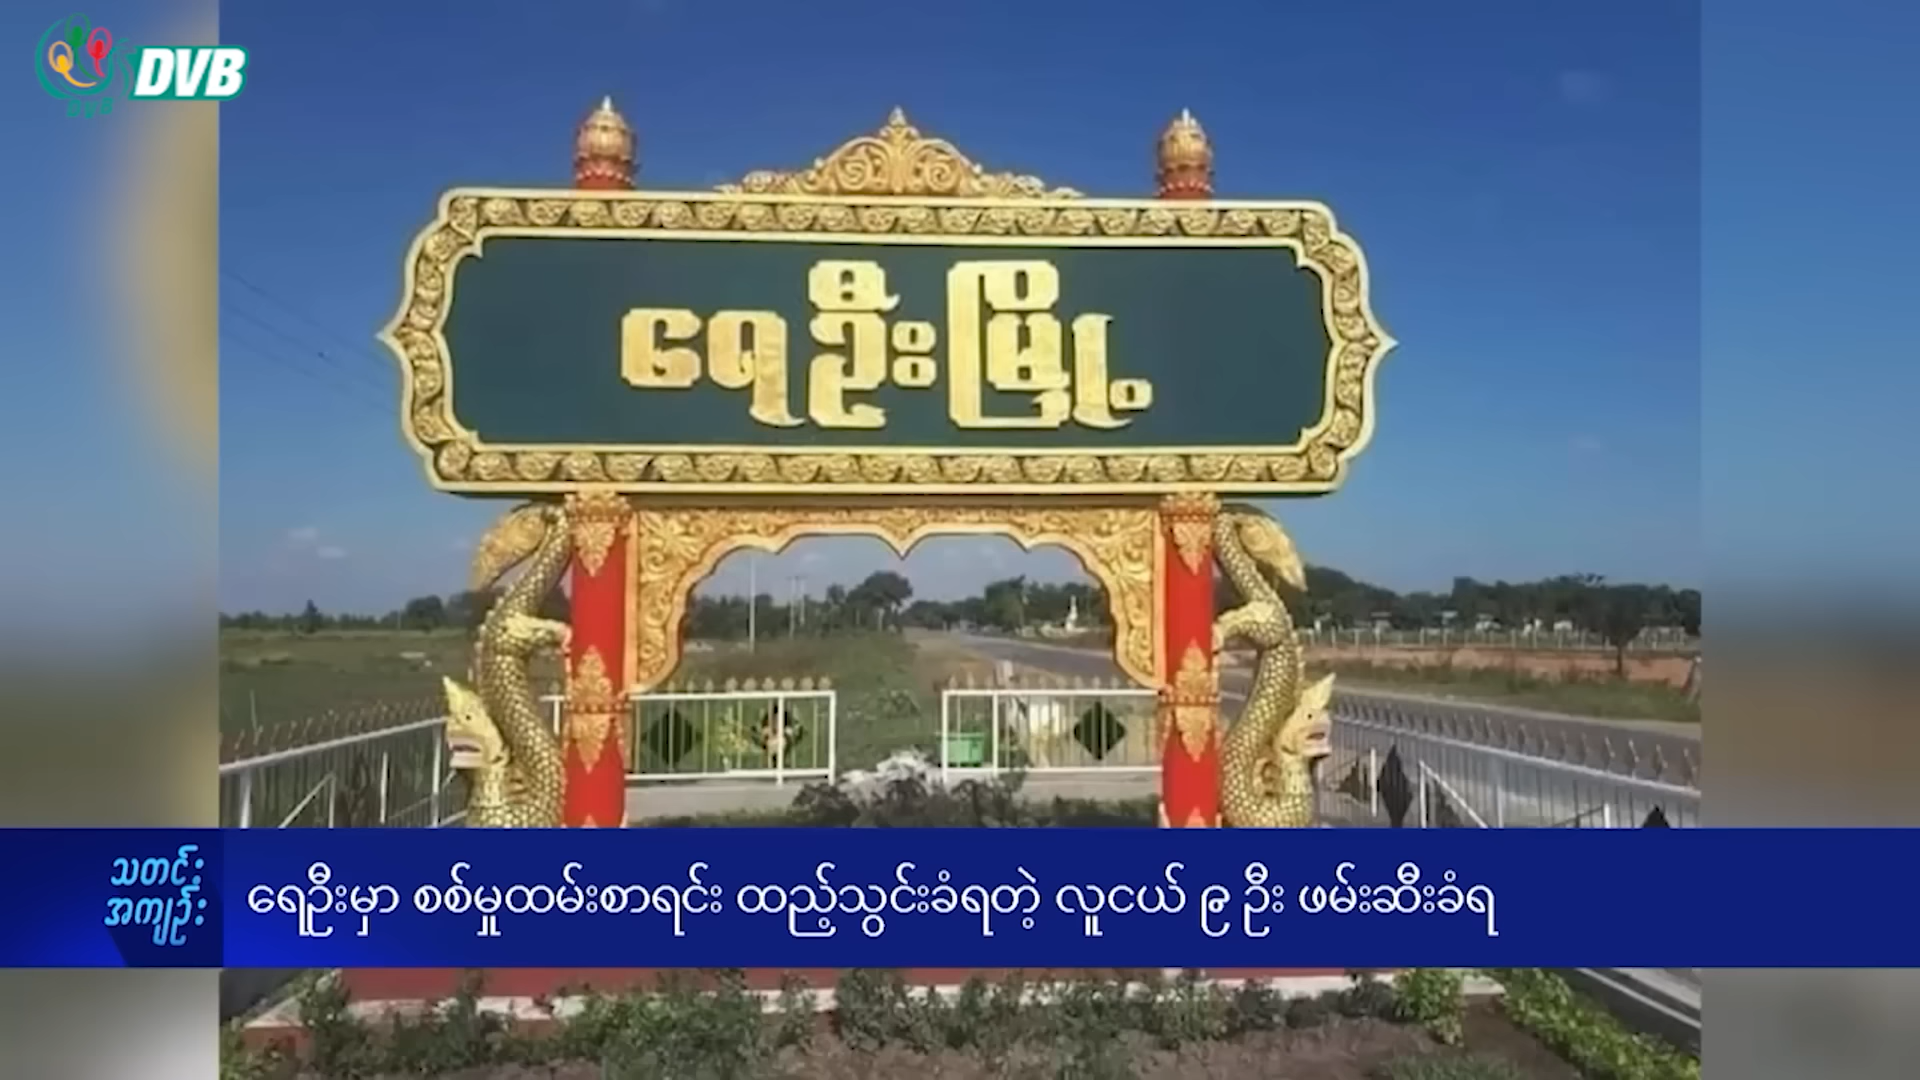 DVB
DVB
ရေဦးမြို့
သတင်း
အကျဉ်း
ရေဦးမှာ စစ်မှုထမ်းစာရင်း ထည့်သွင်းခံရတဲ့ လူငယ် ၉ ဦး ဖမ်းဆီးခံရ